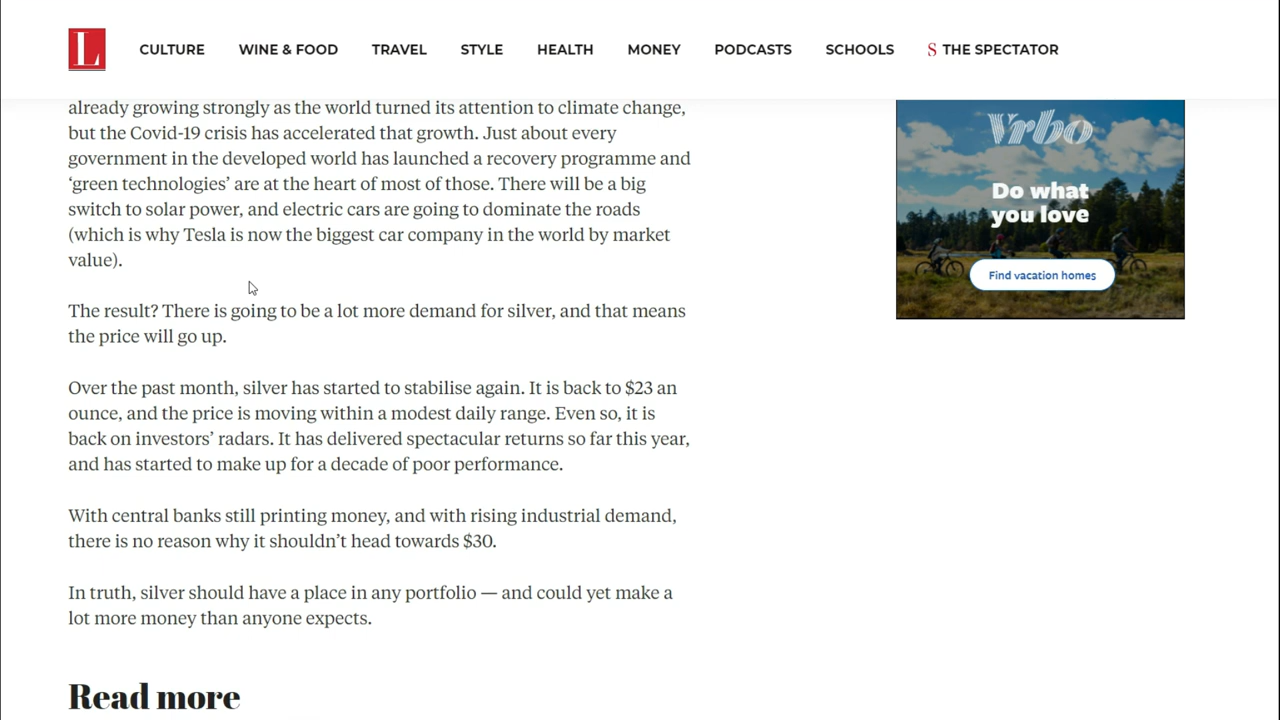 L
CULTURE WINE & FOOD TRAVEL STYLE HEALTH MONEY PODCASTS SCHOOLS S THE SPECTATOR
already growing strongly as the world turned its attention to climate change,
but the Covid-19 crisis has accelerated that growth. Just about every
government in the developed world has launched a recovery programme and
‘green technologies’ are at the heart of most of those. There will be a big
switch to solar power, and electric cars are going to dominate the roads
(which is why Tesla is now the biggest car company in the world by market
value).
The result? There is going to be a lot more demand for silver, and that means
the price will go up.
Over the past month, silver has started to stabilise again. It is back to $23 an
ounce, and the price is moving within a modest daily range. Even so, it is
back on investors’ radars. It has delivered spectacular returns so far this year,
and has started to make up for a decade of poor performance.
With central banks still printing money, and with rising industrial demand,
there is no reason why it shouldn’t head towards $30.
In truth, silver should have a place in any portfolio — and could yet make a
lot more money than anyone expects.
Read more
Vrbo
Do what
you love
Find vacation homes